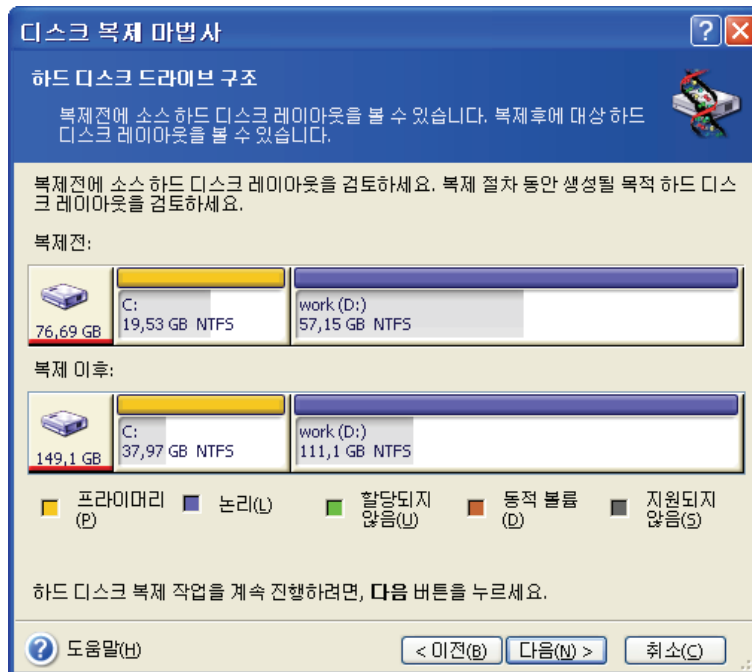 디스크 복제 마법사
하드 디스크 드라이브 구조
복제전에 소스 하드 디스크 레이아웃을 볼 수 있습니다. 복제후에 대상 하드
디스크 레이아웃을 볼 수 있습니다.
복제전에 소스 하드 디스크 레이아웃을 검토하세요. 복제 절차 동안 생성될 목적 하드 디스
크 레이아웃을 검토하세요.
복제전:
76,69 GB
C:
19,53 GB NTFS
work (D:)
57,15 GB NTFS
복제 이후:
149,1 GB
C:
37,97 GB NTFS
work (D:)
111,1 GB NTFS
프라이머리
(P)
논리(L)
할당되지
않음(U)
동적 볼륨
(D)
지원되지
않음(S)
하드 디스크 복제 작업을 계속 진행하려면, 다음 버튼을 누르세요.
도움말(H)
< 이전(B)
다음(N) >
취소(C)